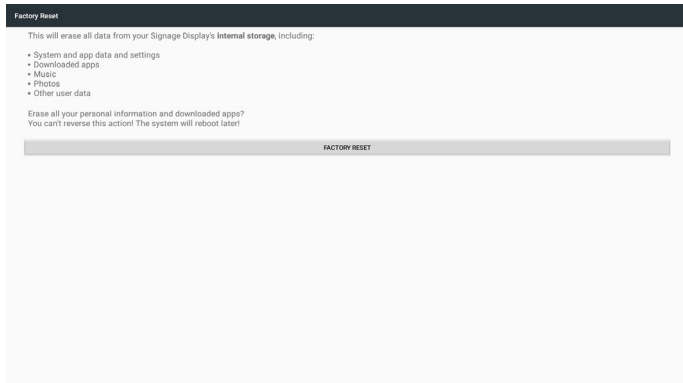 Factory Reset
This will erase all data from your Signage Display's internal storage, including:
• System and app data and settings
• Downloaded apps
• Music
• Photos
• Other user data
Erase all your personal information and downloaded apps?
You can't reverse this action! The system will reboot later!
FACTORY RESET